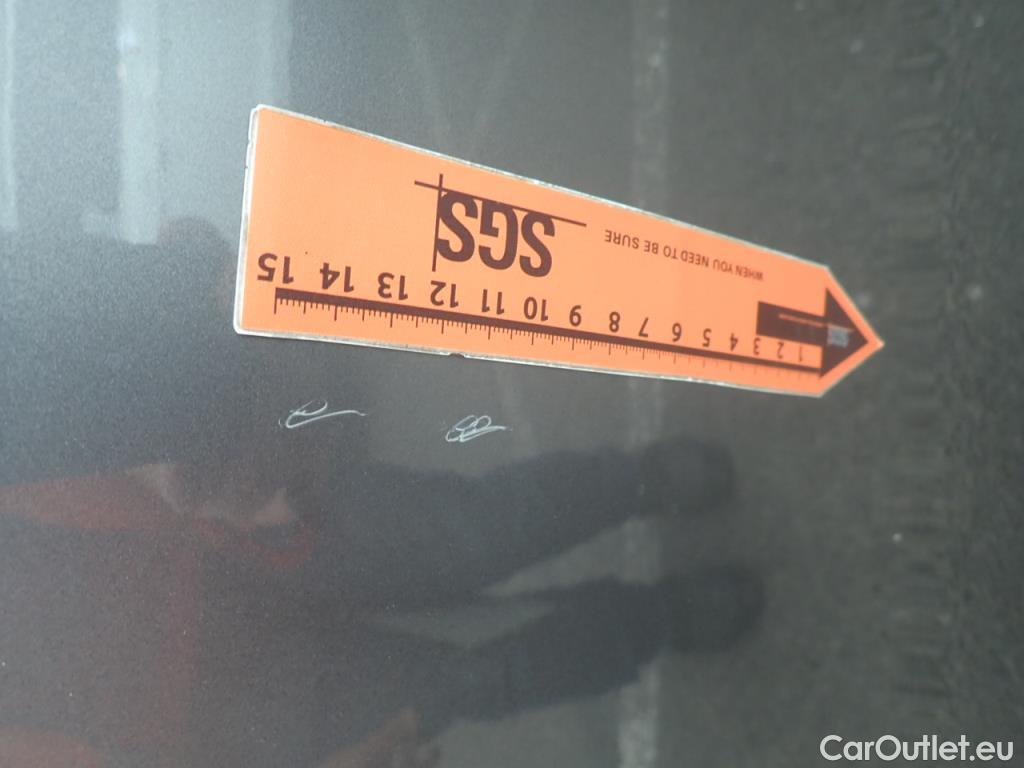 SGS
WHEN YOU NEED TO BE SURE
SGS
1 2 3 4 5 6 7 8 9 10 11 12 13 14 15
CarOutlet.eu